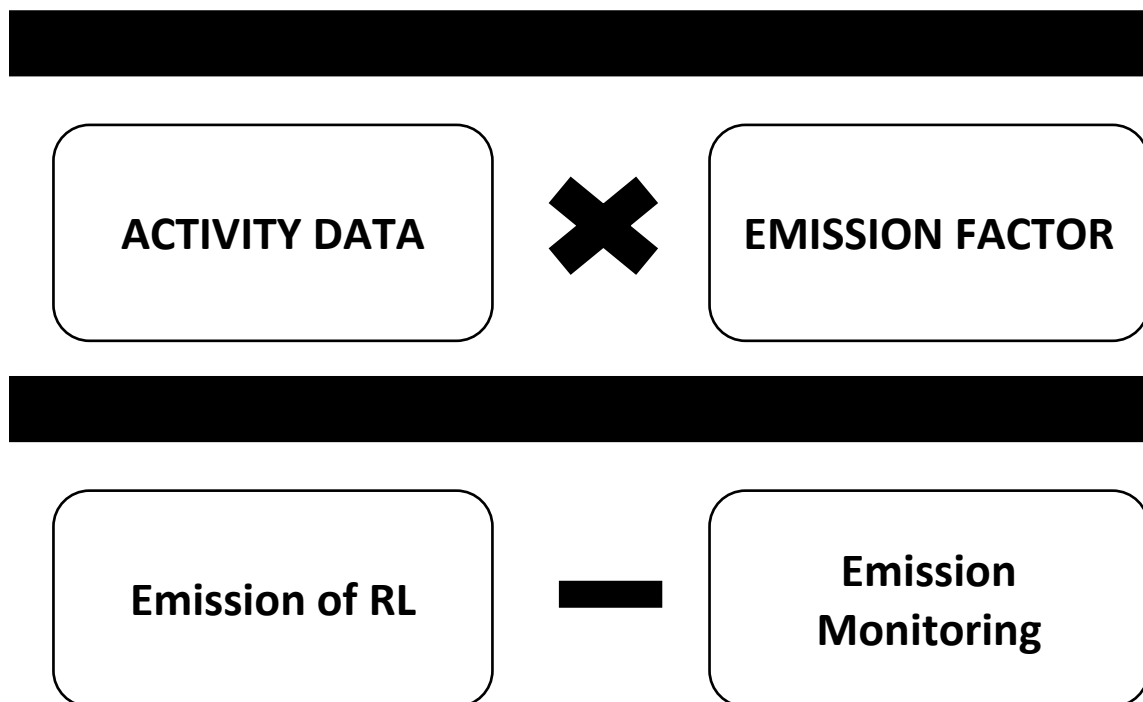 ACTIVITY DATA
EMISSION FACTOR
Emission of RL
Emission
Monitoring